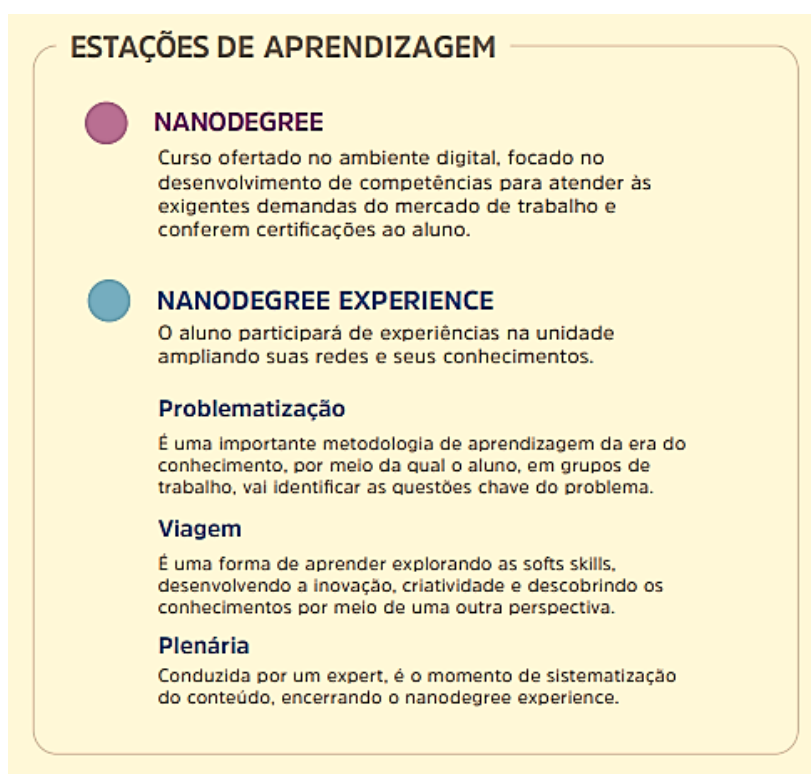 ESTAÇÕES DE APRENDIZAGEM
NANODEGREE
Curso ofertado no ambiente digital, focado no
desenvolvimento de competências para atender às
exigentes demandas do mercado de trabalho e
conferem certificações ao aluno.
NANODEGREE EXPERIENCE
O aluno participará de experiências na unidade
ampliando suas redes e seus conhecimentos.
Problematização
É uma importante metodologia de aprendizagem da era do
conhecimento, por meio da qual o aluno, em grupos de
trabalho, vai identificar as questões chave do problema.
Viagem
É uma forma de aprender explorando as softs skills,
desenvolvendo a inovação, criatividade e descobrindo os
conhecimentos por meio de uma outra perspectiva.
Plenária
Conduzida por um expert, é o momento de sistematização
do conteúdo, encerrando o nanodegree experience.